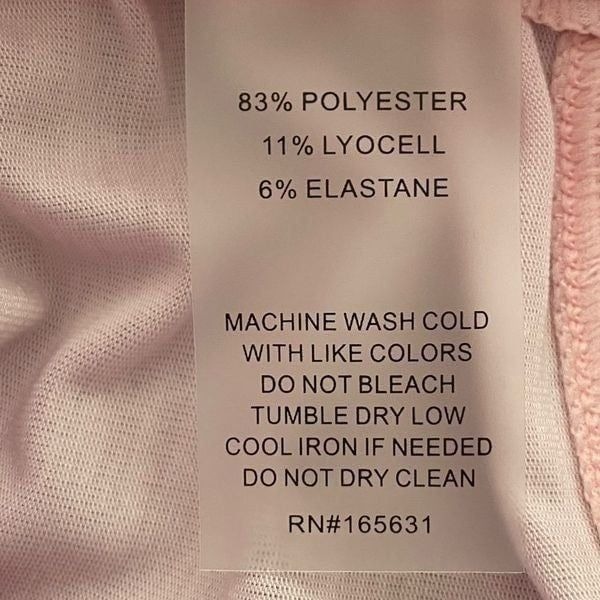 83% POLYESTER
11% LYOCELL
6% ELASTANE
MACHINE WASH COLD
WITH LIKE COLORS
DO NOT BLEACH
TUMBLE DRY LOW
COOL IRON IF NEEDED
DO NOT DRY CLEAN
RN#165631